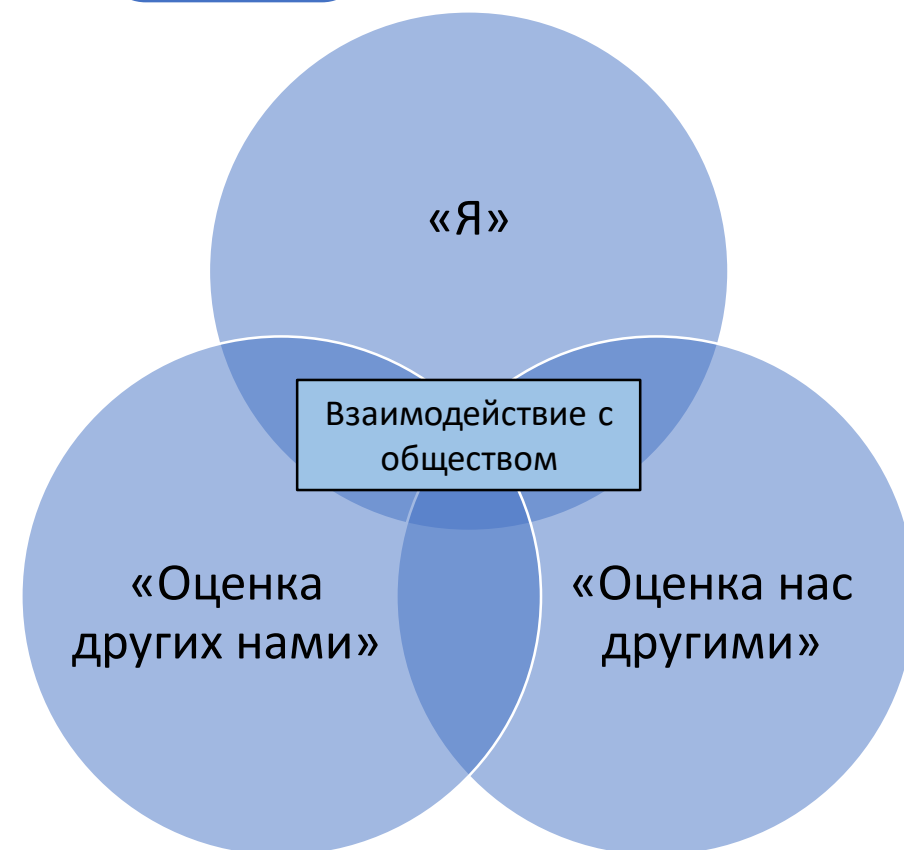 «Я»
Взаимодействие с
обществом
«Оценка
других нами»
«Оценка нас
другими»